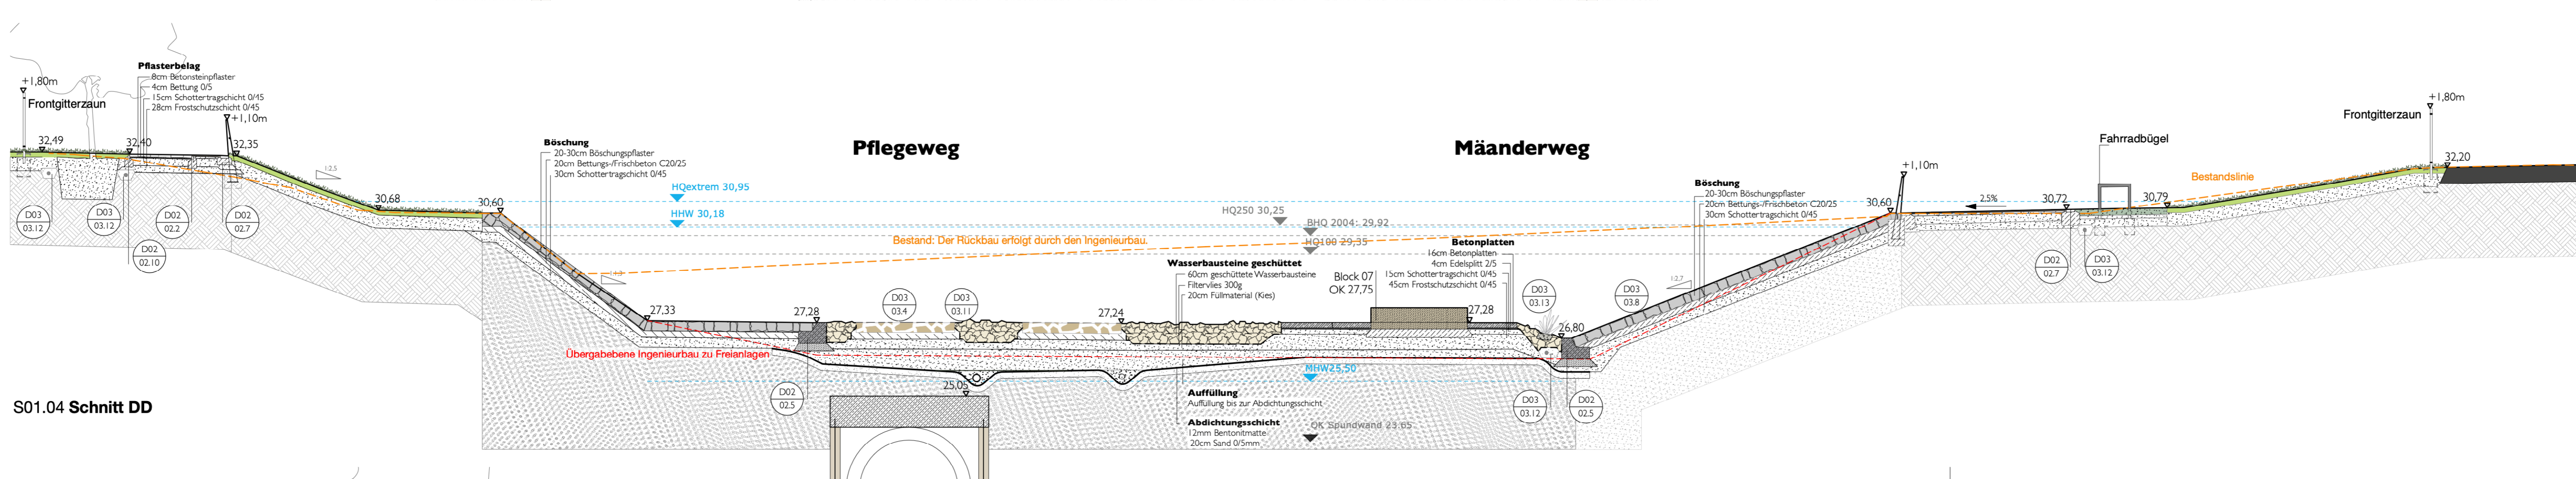 +1,80m
Frontgitterzaun
Pflasterbelag
8cm Betonsteinpflaster
4cm Bettung 0/5
15cm Schottertragschicht 0/45
28cm Frostschutzschicht 0/45
+1,10m
32,49
32,40
32,35
1:2.5
30,68
30,60
D03
03.12
D03
03.12
D02
02.2
D02
02.7
D02
02.10
Böschung
20-30cm Böschungspflaster
20cm Bettungs-/Frischbeton C20/25
30cm Schottertragschicht 0/45
Pflegeweg
Mäanderweg
HQextrem 30,95
HHW 30,18
HQ250 30,25
BHQ 2004: 29,92
HQ100 29,35
Bestand: Der Rückbau erfolgt durch den Ingenieurbau.
Wasserbausteine geschüttet
60cm geschüttete Wasserbausteine
Filtervlies 300g
20cm Füllmaterial (Kies)
Betonplatten
16cm Betonplatten
4cm Edelsplitt 2/5
15cm Schottertragschicht 0/45
45cm Frostschutzschicht 0/45
Block 07
OK 27,75
27,33
27,28
D03
03.4
D03
03.11
27,24
27,28
D03
03.13
26,80
D03
03.8
Übergabebene Ingenieurbau zu Freianlagen
MHW25,50
25,05
D02
02.5
Auffüllung
Auffüllung bis zur Abdichtungsschicht
Abdichtungsschicht
12mm Bentonitmatte
20cm Sand 0/5mm
OK Spundwand 23.65
D03
03.12
D02
02.5
Böschung
20-30cm Böschungspflaster
20cm Bettungs-/Frischbeton C20/25
30cm Schottertragschicht 0/45
1:2.7
+1,10m
30,60
2.5%
30,72
30,79
Fahrradbügel
Bestandslinie
D02
02.7
D03
03.12
+1,80m
Frontgitterzaun
32,20
S01.04 Schnitt DD